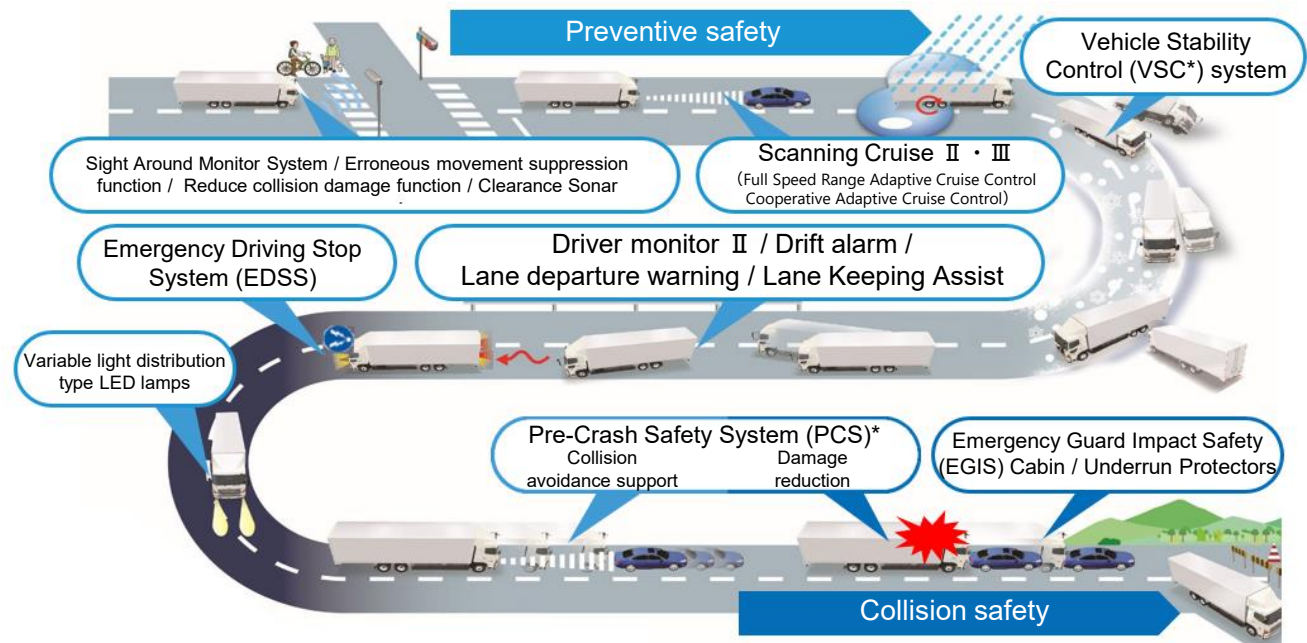 Preventive safety
Vehicle Stability
Control (VSC*) system
Sight Around Monitor System / Erroneous movement suppression
function / Reduce collision damage function / Clearance Sonar
Scanning Cruise Ⅱ・Ⅲ
(Full Speed Range Adaptive Cruise Control
Cooperative Adaptive Cruise Control)
Emergency Driving Stop
System (EDSS)
Driver monitor Ⅱ / Drift alarm /
Lane departure warning / Lane Keeping Assist
Variable light distribution
type LED lamps
Pre-Crash Safety System (PCS)*
Collision
avoidance support
Damage
reduction
Emergency Guard Impact Safety
(EGIS) Cabin / Underrun Protectors
Collision safety